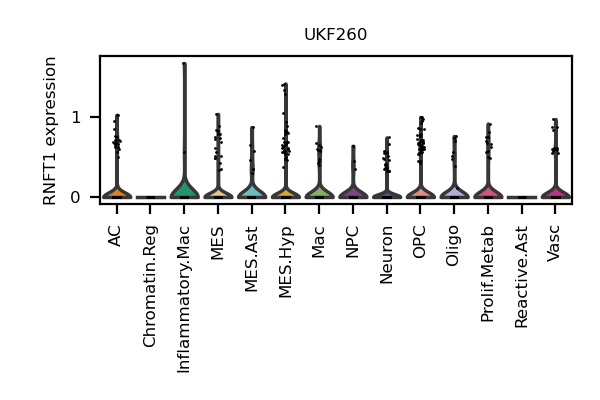 UKF260
RNFT1 expression
1
0
AC
Chromatin.Reg
Inflammatory.Mac
MES
MES.Ast
MES.Hyp
Mac
NPC
Neuron
OPC
Oligo
Prolif.Metab
Reactive.Ast
Vasc